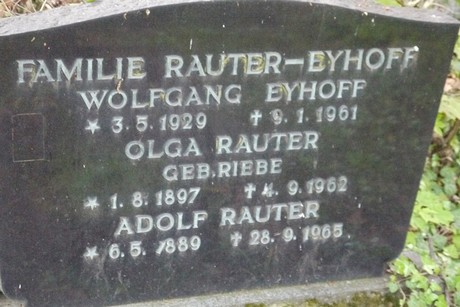 FAMILIE RAUTER-EYHOFF
WOLFGANG EYHOFF
* 3.5.1929 † 9.1.1961
OLGA RAUTER
GEB.RIEBE
* 1.8.1897 † 4.9.1962
ADOLF RAUTER
* 6.5.1889 † 28.9.1965.